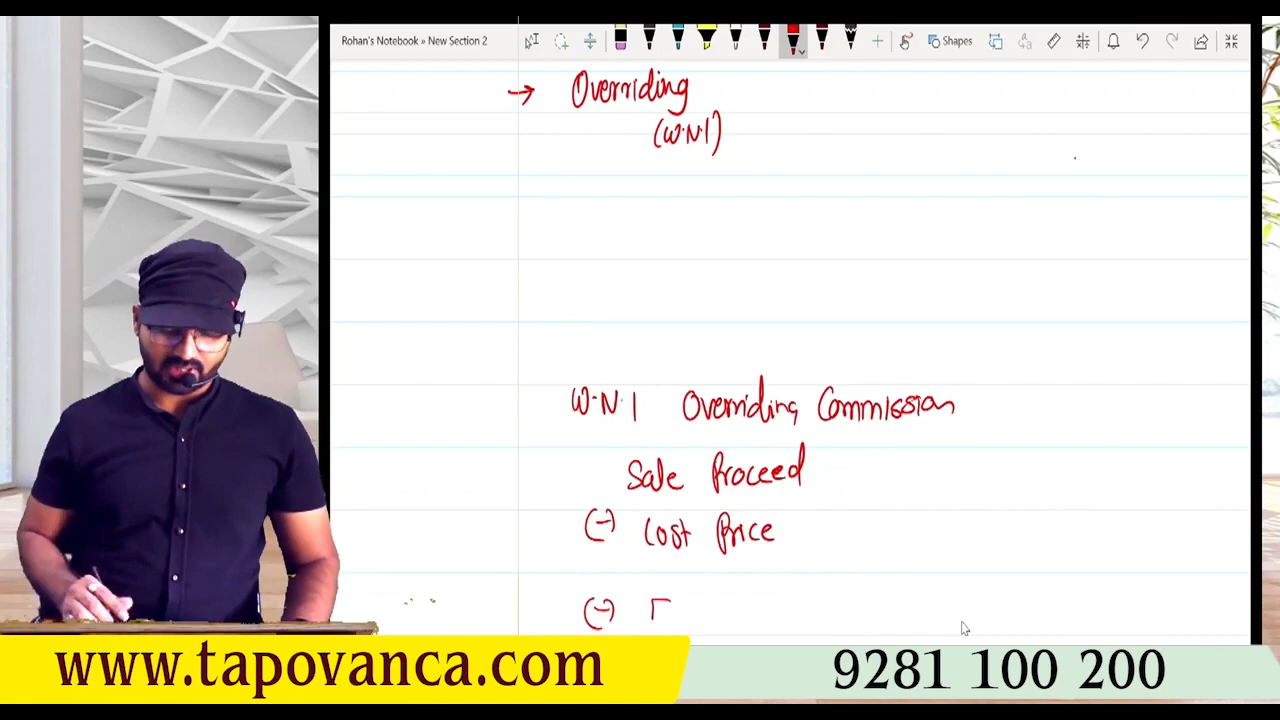 Rohan's Notebook » New Section 2
Shapes
→ Overriding
(W.N.1)
W.N.1 Overriding Commission
Sale Proceed
(-) Cost Price
(-)
www.tapovanca.com
9281 100 200